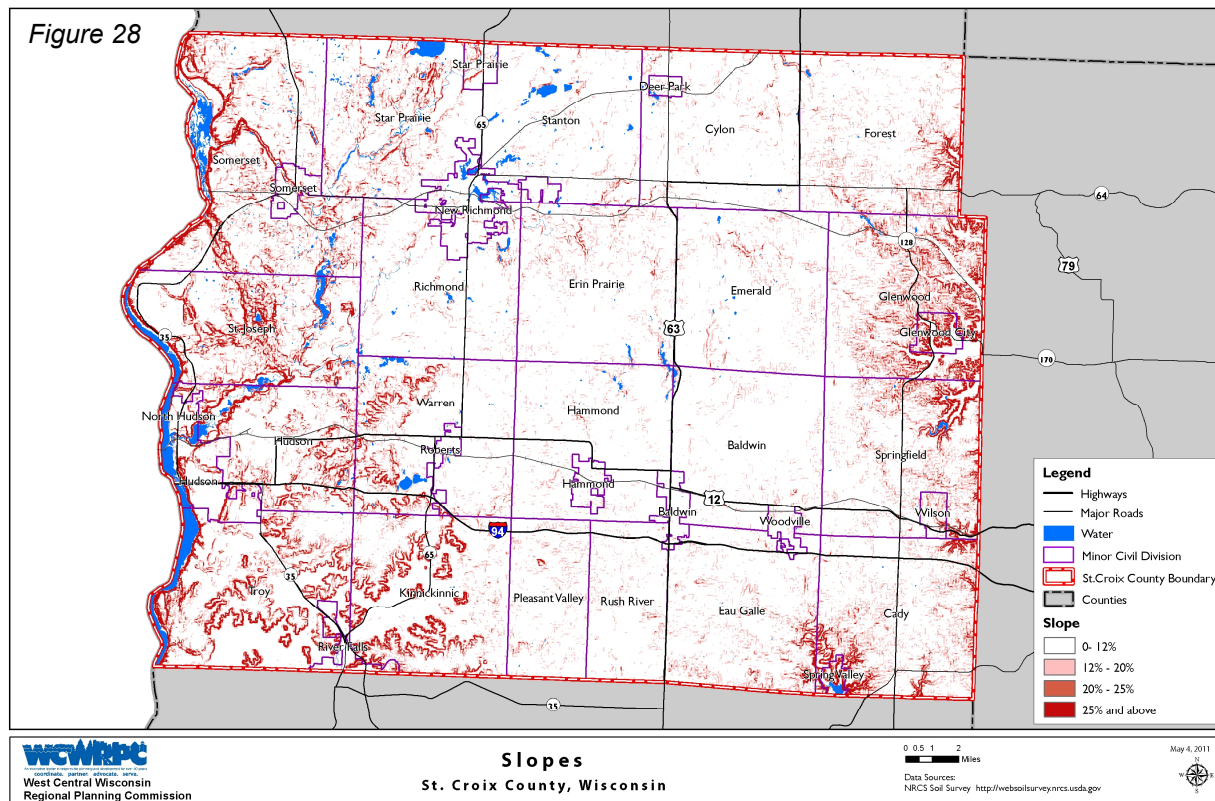 Figure 28
Star Prairie
Deer Park
Star Prairie
65
Stanton
Cylon
Forest
Somerset
Somerset
New Richmond
64
128
79
Richmond
Erin Prairie
Emerald
Glenwood
35
St. Joseph
63
Glenwood City
170
North Hudson
Warren
Hammond
Hudson
Roberts
Baldwin
Springfield
Hudson
Hammond
12
Baldwin
Woodville
Wilson
94
65
35
Troy
Kinnickinnic
Pleasant Valley
Rush River
Eau Galle
Cady
River Falls
Spring Valley
35
Legend
Highways
Major Roads
Water
Minor Civil Division
St.Croix County Boundary
Counties
Slope
0- 12%
12% - 20%
20% - 25%
25% and above
WCWRPC
coordinate. partner. advocate. serve.
West Central Wisconsin
Regional Planning Commission
Slopes
St. Croix County, Wisconsin
0 0.5 1 2
Miles
Data Sources:
NRCS Soil Survey http://websoilsurvey.nrcs.usda.gov
May 4, 2011
N
W E
S